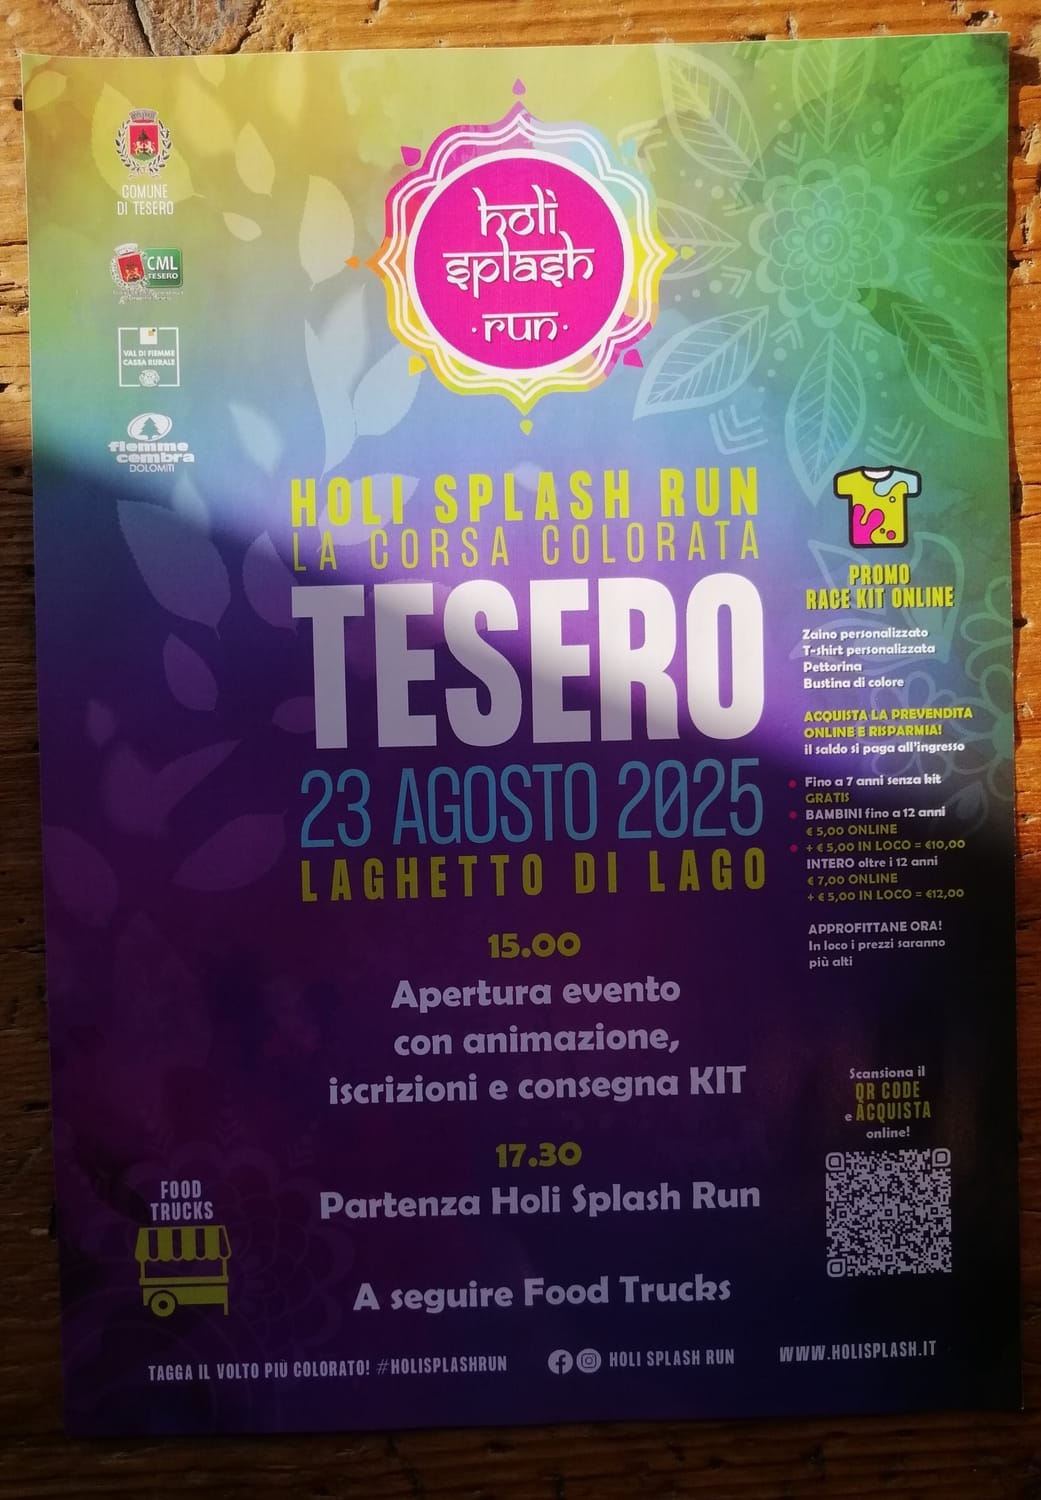 COMUNE
DI TESERO
CML
TESERO
VAL DI FIEMME
CASSA RURALE
fiemme
cembra
DOLOMITI
holi
splash
·run·
HOLI SPLASH RUN
LA CORSA COLORATA
TESERO
23 AGOSTO 2025
LAGHETTO DI LAGO
15.00
Apertura evento
con animazione,
iscrizioni e consegna KIT
17.30
Partenza Holi Splash Run
A seguire Food Trucks
PROMO
RACE KIT ONLINE
Zaino personalizzato
T-shirt personalizzata
Pettorina
Bustina di colore
ACQUISTA LA PREVENDITA
ONLINE E RISPARMIA!
il saldo si paga all'ingresso
Fino a 7 anni senza kit
GRATIS
BAMBINI fino a 12 anni
€ 5,00 ONLINE
+ € 5,00 IN LOCO = €10,00
INTERO oltre i 12 anni
€ 7,00 ONLINE
+ € 5,00 IN LOCO = €12,00
APPROFITTANE ORA!
In loco i prezzi saranno
più alti
Scansiona il
QR CODE
e ACQUISTA
online!
FOOD
TRUCKS
TAGGA IL VOLTO PIÙ COLORATO! #HOLISPLASHRUN
HOLI SPLASH RUN
WWW.HOLISPLASH.IT